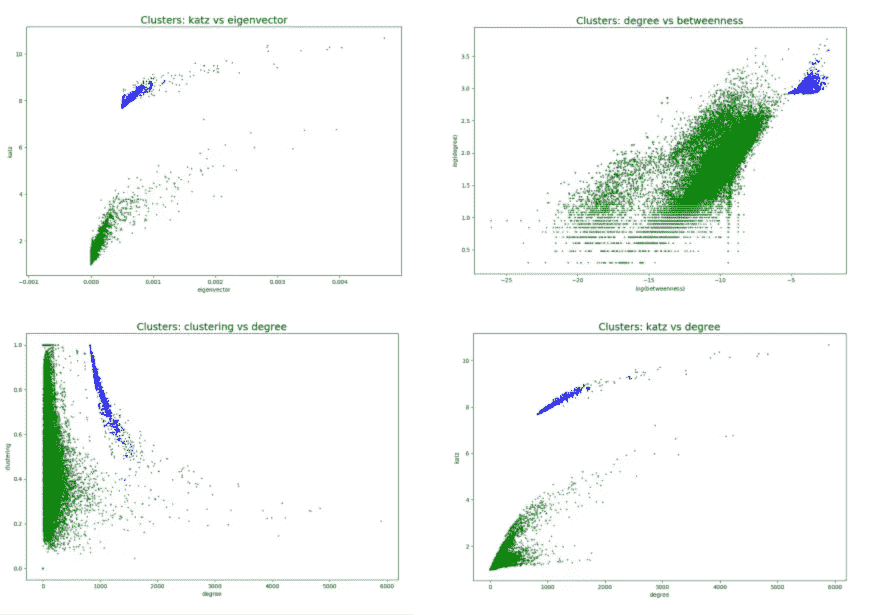 Clusters: katz vs eigenvector
katz
10
8
6
4
2
−0.001 0.000 0.001 0.002 0.003 0.004
eigenvector
Clusters: degree vs betweenness
log(degree)
3.5
3.0
2.5
2.0
1.5
1.0
0.5
−25 −20 −15 −10 −5
log(betweenness)
Clusters: clustering vs degree
clustering
1.0
0.8
0.6
0.4
0.2
0.0
0 1000 2000 3000 4000 5000 6000
degree
Clusters: katz vs degree
katz
10
8
6
4
2
0 1000 2000 3000 4000 5000 6000
degree